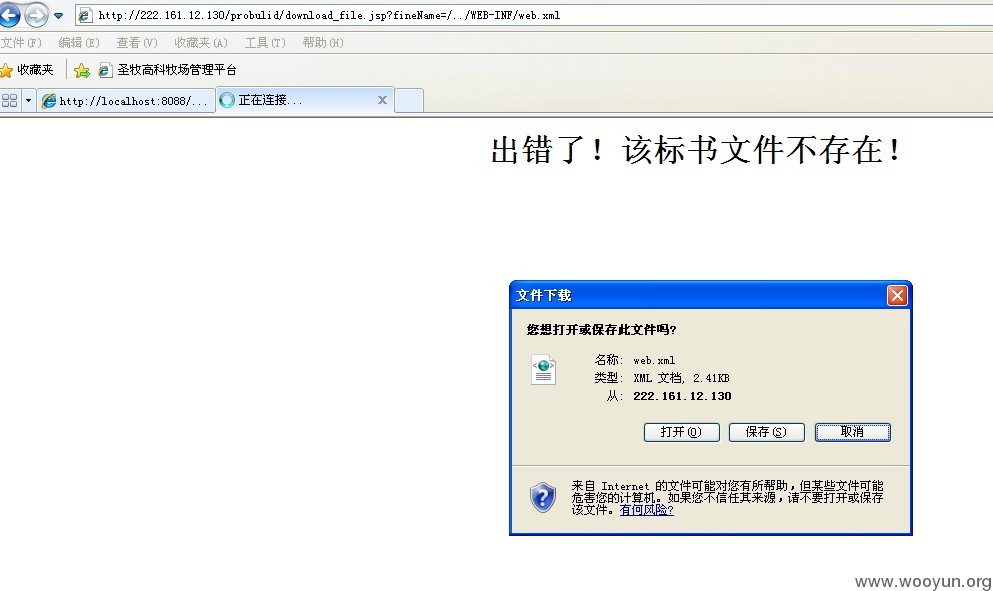 http://222.161.12.130/probulid/download_file.jsp?fineName=/../WEB-INF/web.xml
文件(F) 编辑(E) 查看(V) 收藏夹(A) 工具(T) 帮助(H)
收藏夹 圣牧高科牧场管理平台
http://localhost:8088/... 正在连接...
出错了！该标书文件不存在！
文件下载
您想打开或保存此文件吗?
名称: web.xml
类型: XML 文档, 2.41KB
从: 222.161.12.130
打开(O) 保存(S) 取消
来自 Internet 的文件可能对您有所帮助，但某些文件可能
危害您的计算机。如果您不信任其来源，请不要打开或保存
该文件。有何风险?
www.wooyun.org